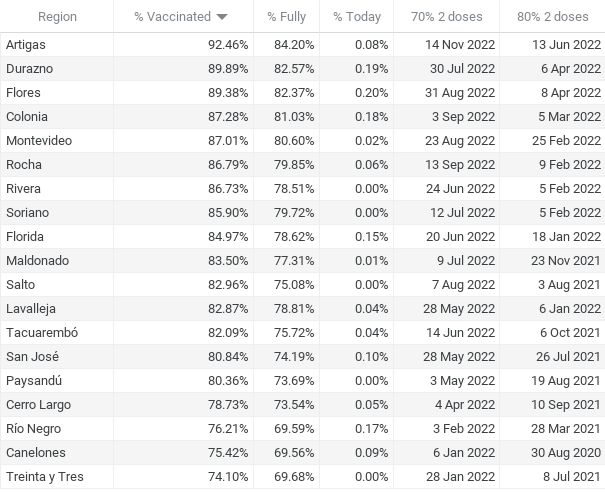 Region % Vaccinated % Fully % Today 70% 2 doses 80% 2 doses
Artigas 92.46% 84.20% 0.08% 14 Nov 2022 13 Jun 2022
Durazno 89.89% 82.57% 0.19% 30 Jul 2022 6 Apr 2022
Flores 89.38% 82.37% 0.20% 31 Aug 2022 8 Apr 2022
Colonia 87.28% 81.03% 0.18% 3 Sep 2022 5 Mar 2022
Montevideo 87.01% 80.60% 0.02% 23 Aug 2022 25 Feb 2022
Rocha 86.79% 79.85% 0.06% 13 Sep 2022 9 Feb 2022
Rivera 86.73% 78.51% 0.00% 24 Jun 2022 5 Feb 2022
Soriano 85.90% 79.72% 0.00% 12 Jul 2022 5 Feb 2022
Florida 84.97% 78.62% 0.15% 20 Jun 2022 18 Jan 2022
Maldonado 83.50% 77.31% 0.01% 9 Jul 2022 23 Nov 2021
Salto 82.96% 75.08% 0.00% 7 Aug 2022 3 Aug 2021
Lavalleja 82.87% 78.81% 0.04% 28 May 2022 6 Jan 2022
Tacuarembó 82.09% 75.72% 0.04% 14 Jun 2022 6 Oct 2021
San José 80.84% 74.19% 0.10% 28 May 2022 26 Jul 2021
Paysandú 80.36% 73.69% 0.00% 3 May 2022 19 Aug 2021
Cerro Largo 78.73% 73.54% 0.05% 4 Apr 2022 10 Sep 2021
Río Negro 76.21% 69.59% 0.17% 3 Feb 2022 28 Mar 2021
Canelones 75.42% 69.56% 0.09% 6 Jan 2022 30 Aug 2020
Treinta y Tres 74.10% 69.68% 0.00% 28 Jan 2022 8 Jul 2021